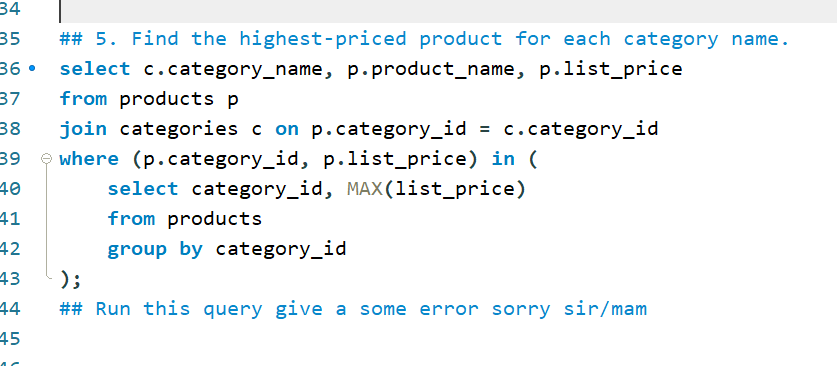 34
35 ## 5. Find the highest-priced product for each category name.
36 select c.category_name, p.product_name, p.list_price
37 from products p
38 join categories c on p.category_id = c.category_id
39 where (p.category_id, p.list_price) in (
40 select category_id, MAX(list_price)
41 from products
42 group by category_id
43 );
44 ## Run this query give a some error sorry sir/mam
45